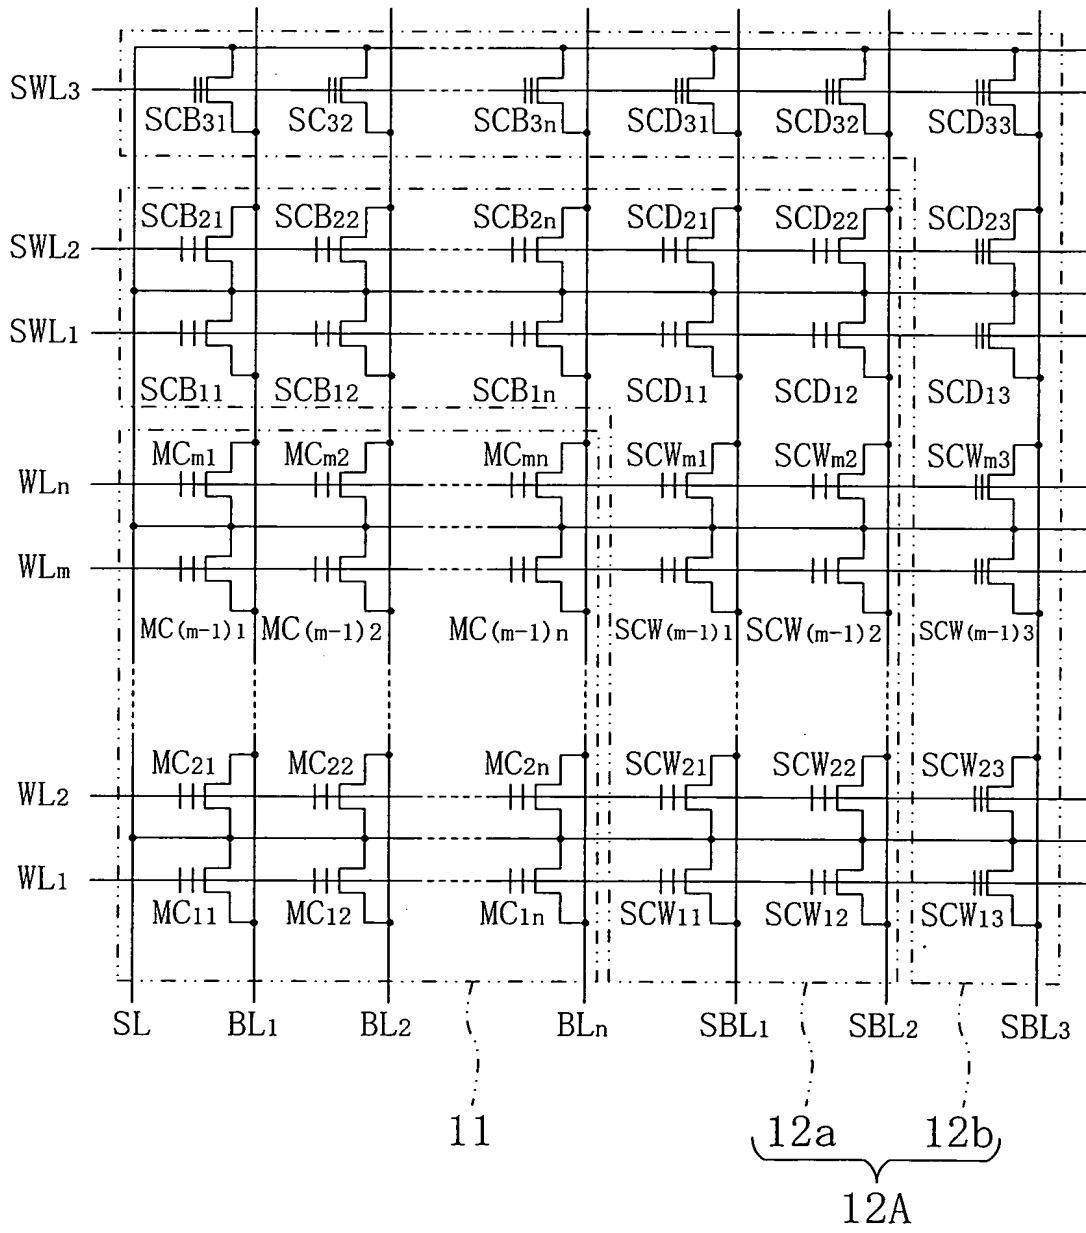 SWL3 SCB31 SC32 SCB3n SCD31 SCD32 SCD33
SCB21 SCB22 SCB2n SCD21 SCD22 SCD23
SWL2
SWL1
SCB11 SCB12 SCB1n SCD11 SCD12 SCD13
MCm1 MCm2 MCmn SCWm1 SCWm2 SCWm3
WLn
WLm
MC(m-1)1 MC(m-1)2 MC(m-1)n SCW(m-1)1 SCW(m-1)2 SCW(m-1)3
MC21 MC22 MC2n SCW21 SCW22 SCW23
WL2
WL1
MC11 MC12 MC1n SCW11 SCW12 SCW13
SL BL1 BL2 BLn SBL1 SBL2 SBL3
11 12a 12b
12A